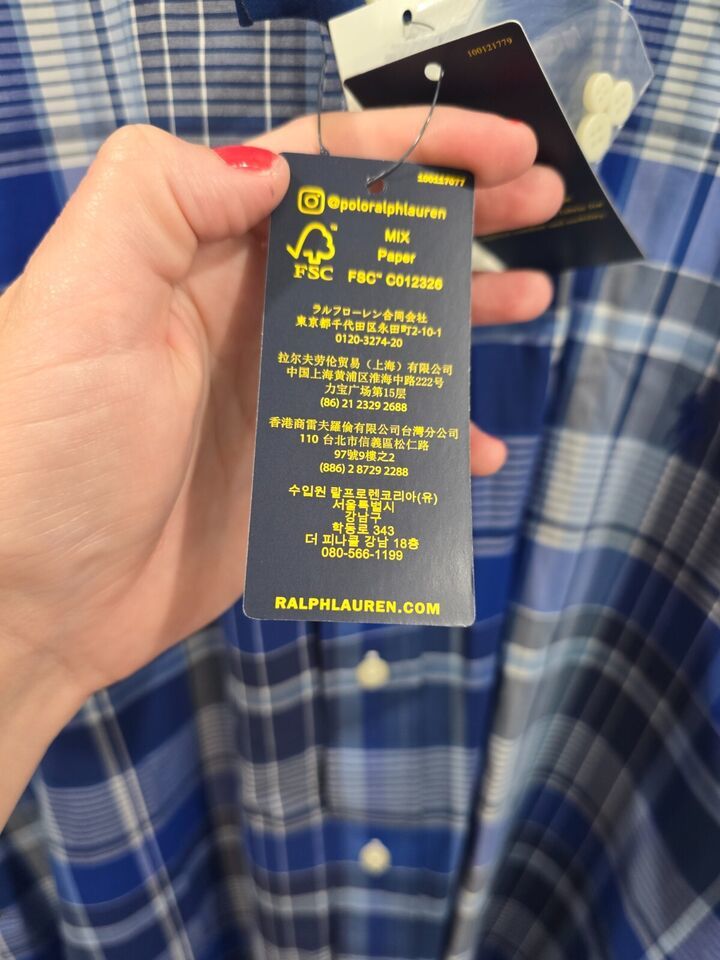 100121779
100117077
@poloralphlauren
FSC
MIX
Paper
FSC™ C012326
ラルフローレン合同会社
東京都千代田区永田町2-10-1
0120-3274-20
拉尔夫劳伦贸易（上海）有限公司
中国上海黄浦区淮海中路222号
力宝广场第15层
(86) 21 2329 2688
香港商雷夫羅倫有限公司台灣分公司
110 台北市信義區松仁路
97號9樓之2
(886) 2 8729 2288
수입원 랄프로렌코리아(유)
서울특별시
강남구
학동로 343
더 피나클 강남 18층
080-566-1199
RALPHLAUREN.COM